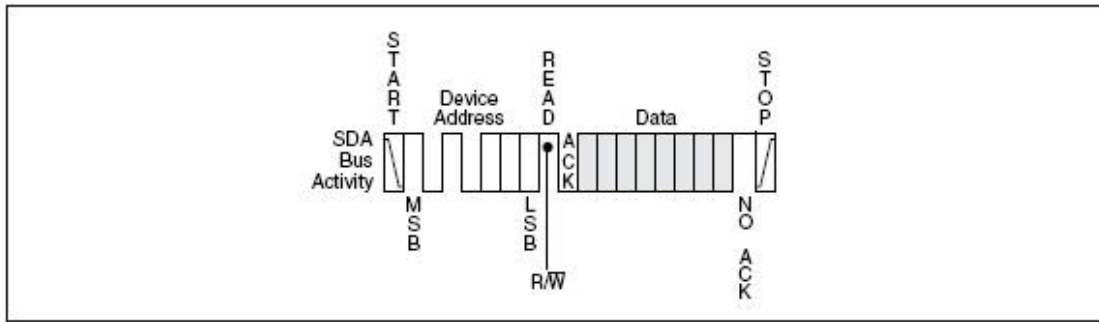 START
READ
STOP
Device
Address
Data
SDA
Bus
Activity
ACK
MSB
LSB
NO ACK
R/W̅